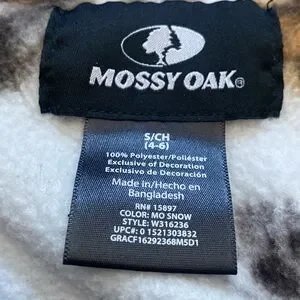 MOSSY OAK®
S/CH
(4-6)
100% Polyester/Poliéster
Exclusive of Decoration
Exclusivo de Decoración
Made in/Hecho en
Bangladesh
RN# 15897
COLOR: MO SNOW
STYLE: W316236
UPC# 0 1521303832
GRACF16292368M5D1